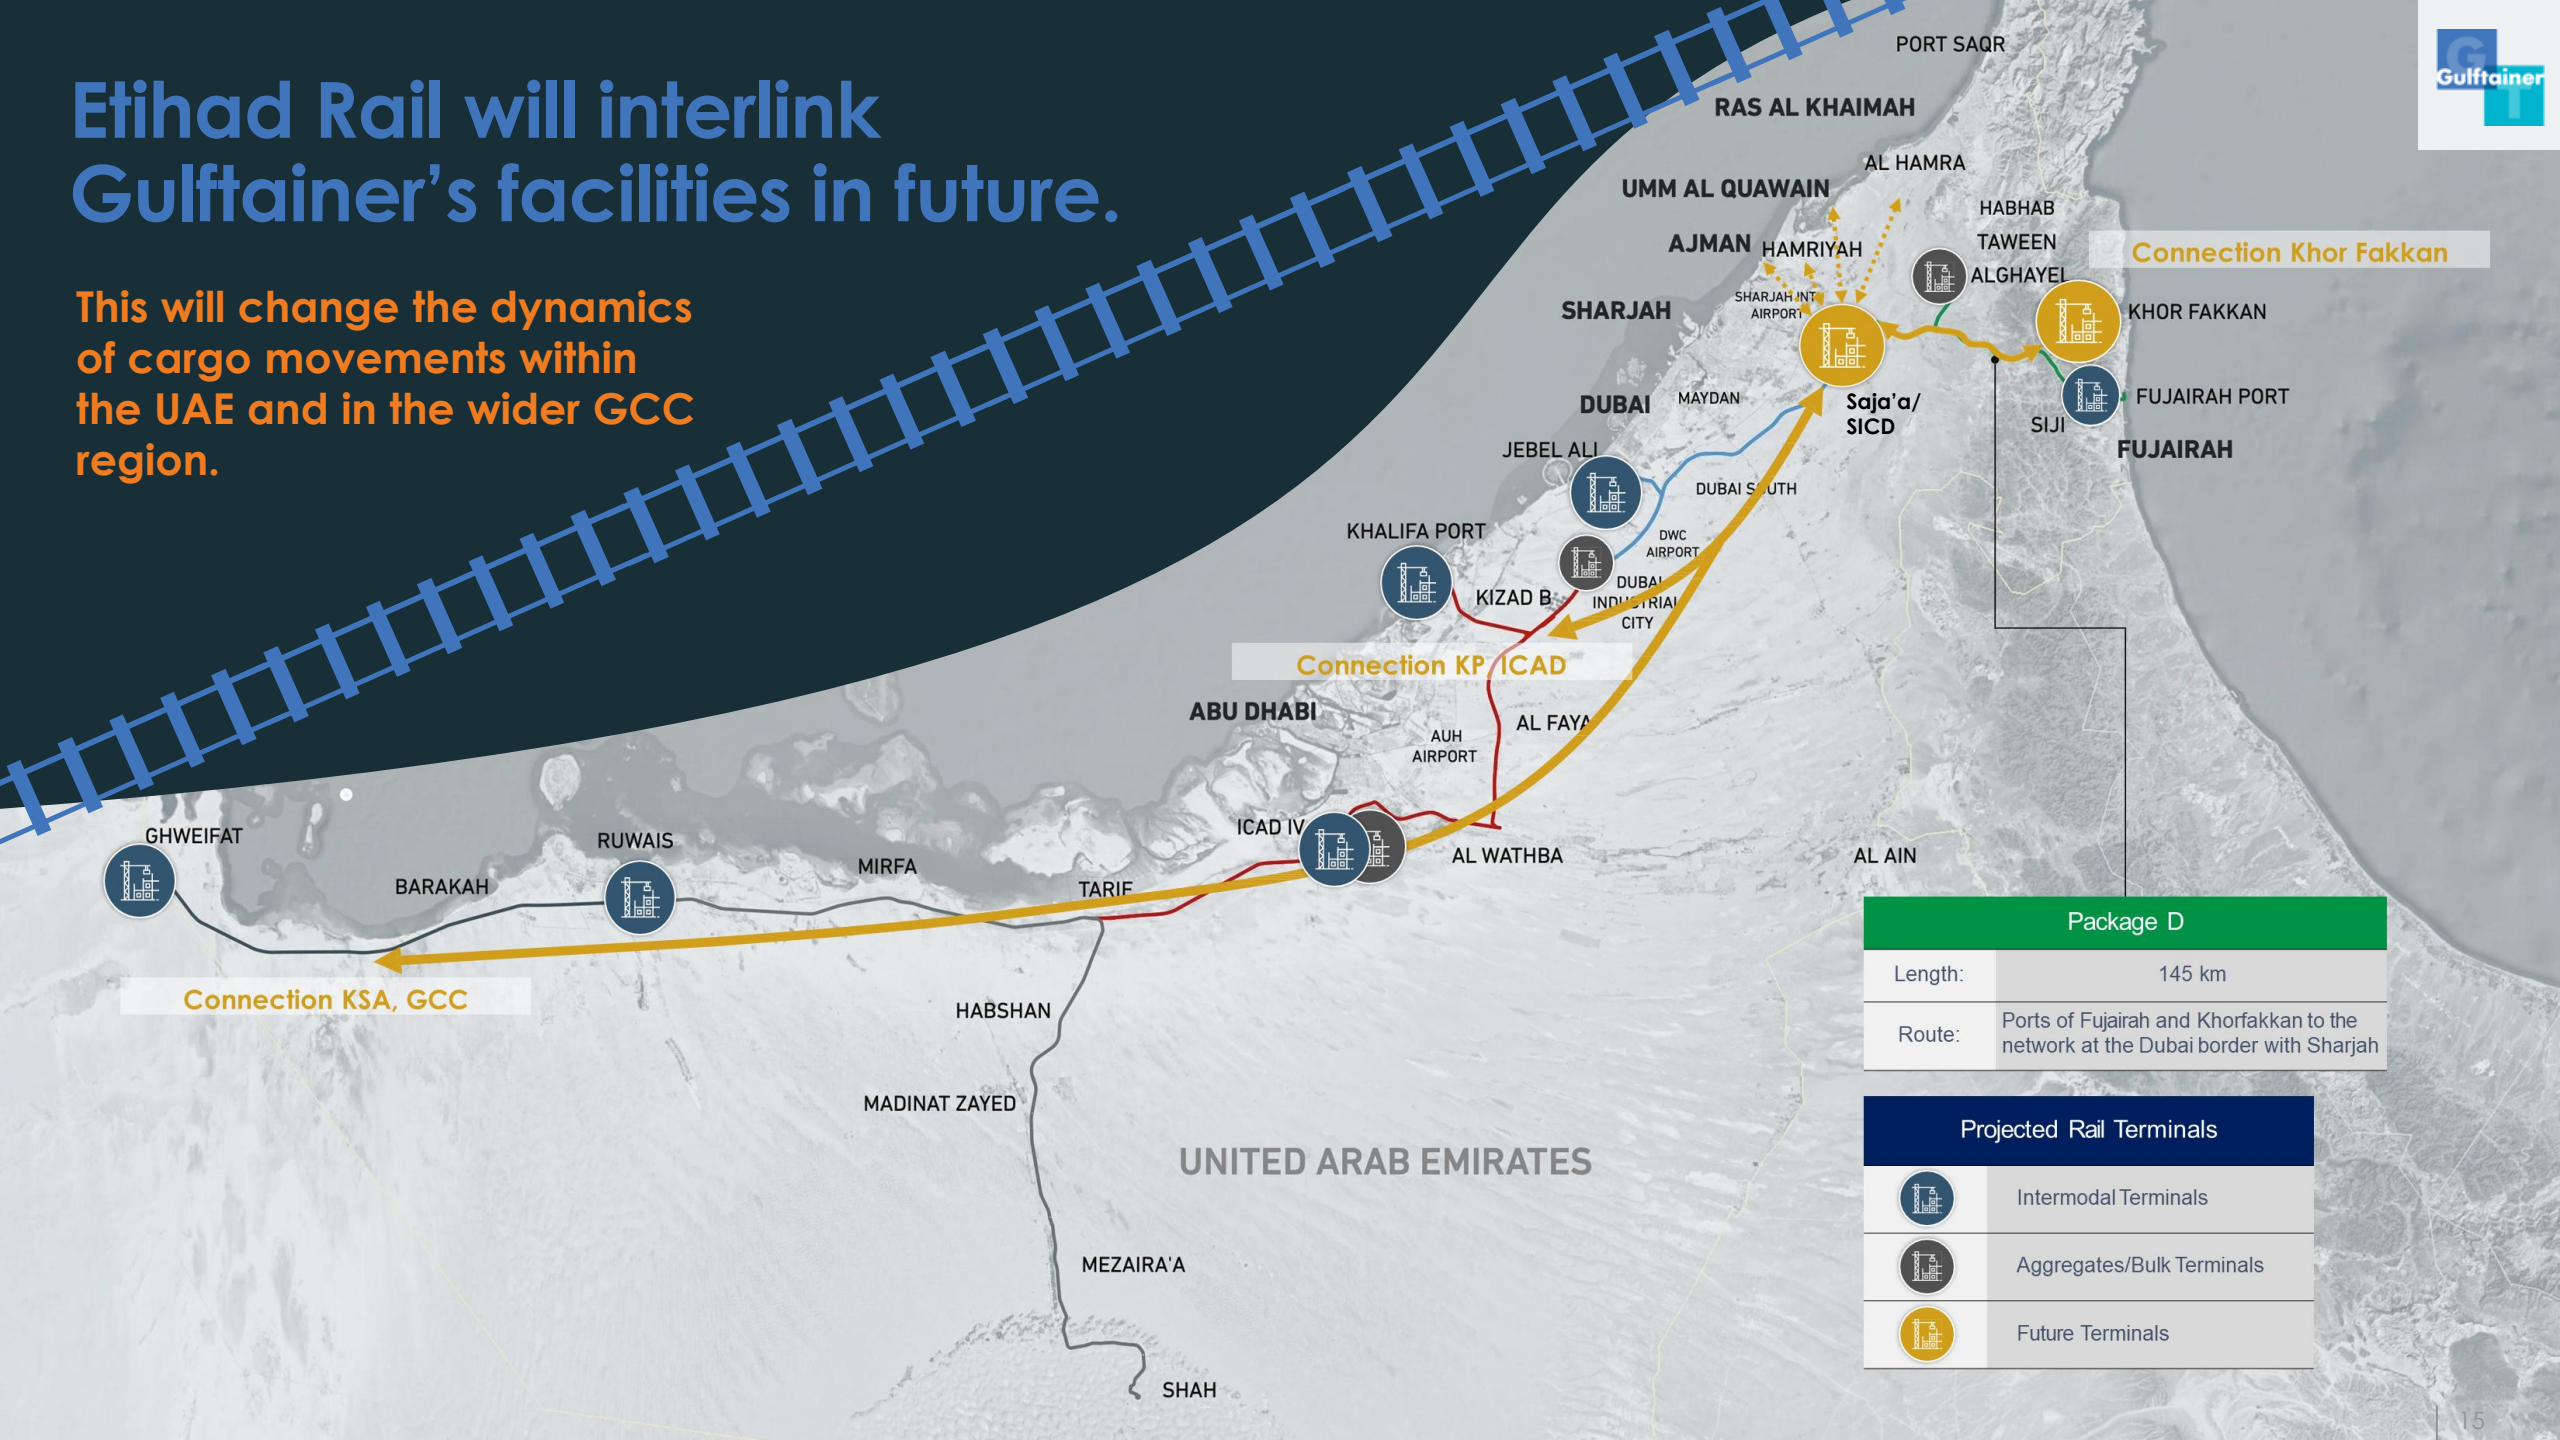 Etihad Rail will interlink
Gulftainer’s facilities in future.
This will change the dynamics
of cargo movements within
the UAE and in the wider GCC
region.
Gulftainer
PORT SAQR
RAS AL KHAIMAH
AL HAMRA
UMM AL QUAWAIN
HABHAB
TAWEEN
AJMAN
HAMRIYAH
Connection Khor Fakkan
ALGHAYEL
SHARJAH INT
AIRPORT
SHARJAH
KHOR FAKKAN
DUBAI
MAYDAN
Saja’a/
SICD
FUJAIRAH PORT
SIJI
FUJAIRAH
JEBEL ALI
DUBAI SOUTH
KHALIFA PORT
DWC
AIRPORT
KIZAD B
DUBAI
INDUSTRIAL
CITY
Connection KP, ICAD
ABU DHABI
AL FAYA
AUH
AIRPORT
GHWEIFAT
RUWAIS
ICAD IV
BARAKAH
MIRFA
TARIF
AL WATHBA
AL AIN
Connection KSA, GCC
HABSHAN
MADINAT ZAYED
UNITED ARAB EMIRATES
MEZAIRA'A
SHAH
Package D
Length:
145 km
Route:
Ports of Fujairah and Khorfakkan to the
network at the Dubai border with Sharjah
Projected Rail Terminals
Intermodal Terminals
Aggregates/Bulk Terminals
Future Terminals
15